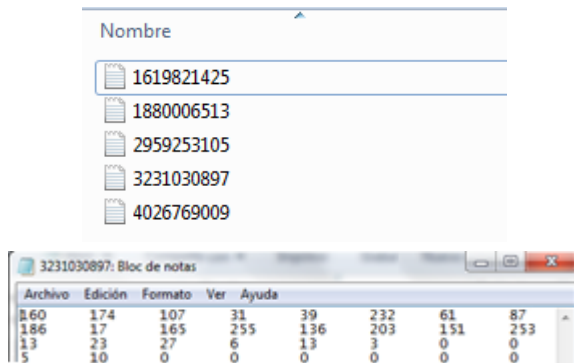 Nombre
1619821425
1880006513
2959253105
3231030897
4026769009
3231030897: Bloc de notas
Archivo Edición Formato Ver Ayuda
160 174 107 31 39 232 61 87
186 17 165 255 136 203 151 253
13 23 27 6 13 3 0 0
5 10 0 0 0 0 0 0